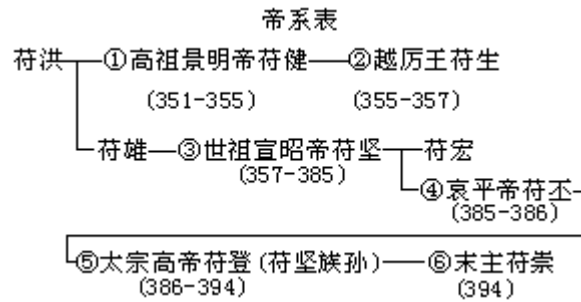 帝系表
苻洪 ①高祖景明帝苻健 ②越厉王苻生
(351-355) (355-357)
苻雄 ③世祖宣昭帝苻坚 苻宏
(357-385)
④哀平帝苻丕
(385-386)
⑤太宗高帝苻登(苻坚族孙) ⑥末主苻崇
(386-394) (394)